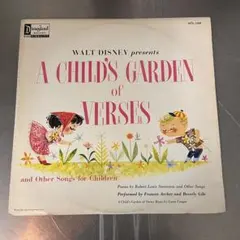 Disneyland
WALT DISNEY presents
A CHILD'S GARDEN
of
VERSES
and Other Songs for Children
Poems by Robert Louis Stevenson and Other Songs
Performed by Frances Archer and Beverly Gile